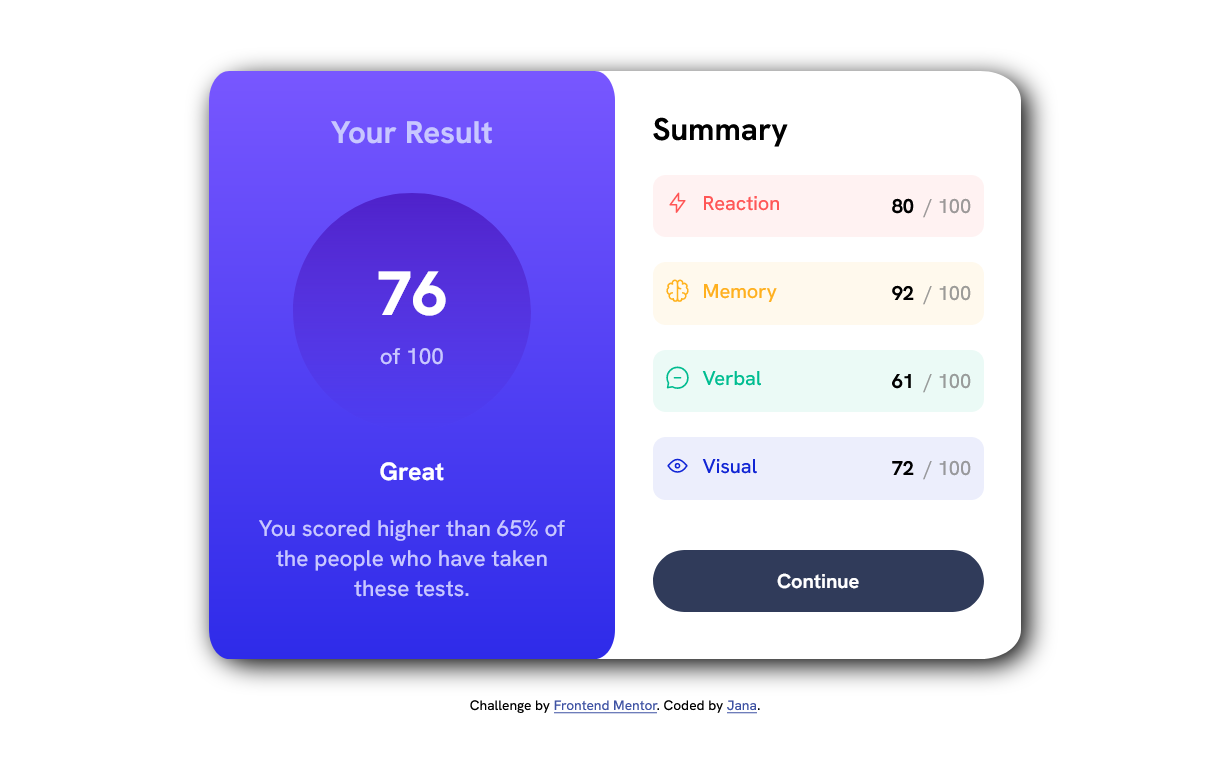 Your Result
76
of 100
Great
You scored higher than 65% of
the people who have taken
these tests.
Summary
Reaction 80 / 100
Memory 92 / 100
Verbal 61 / 100
Visual 72 / 100
Continue
Challenge by Frontend Mentor. Coded by Jana.